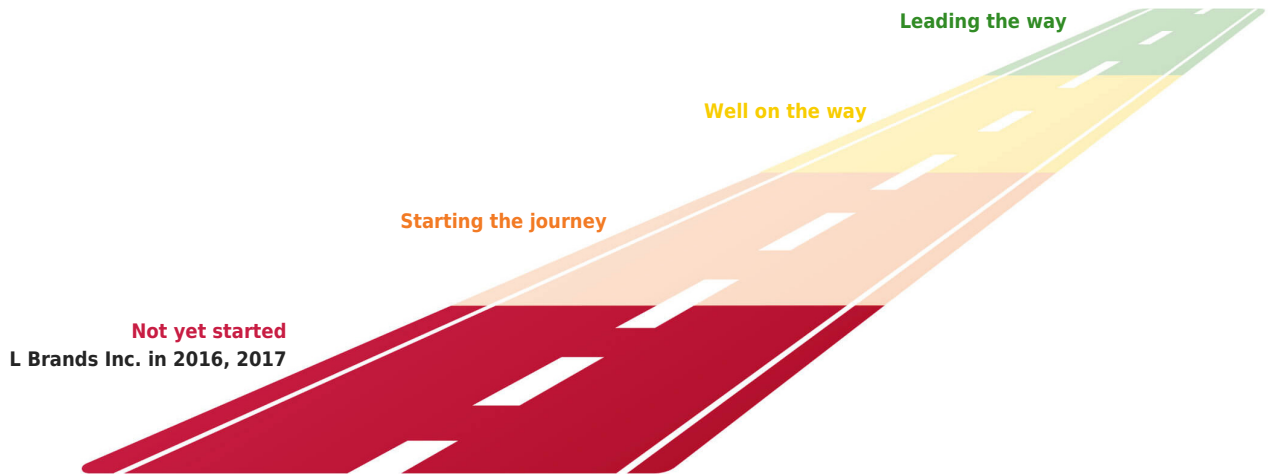 Leading the way
Well on the way
Starting the journey
Not yet started
L Brands Inc. in 2016, 2017